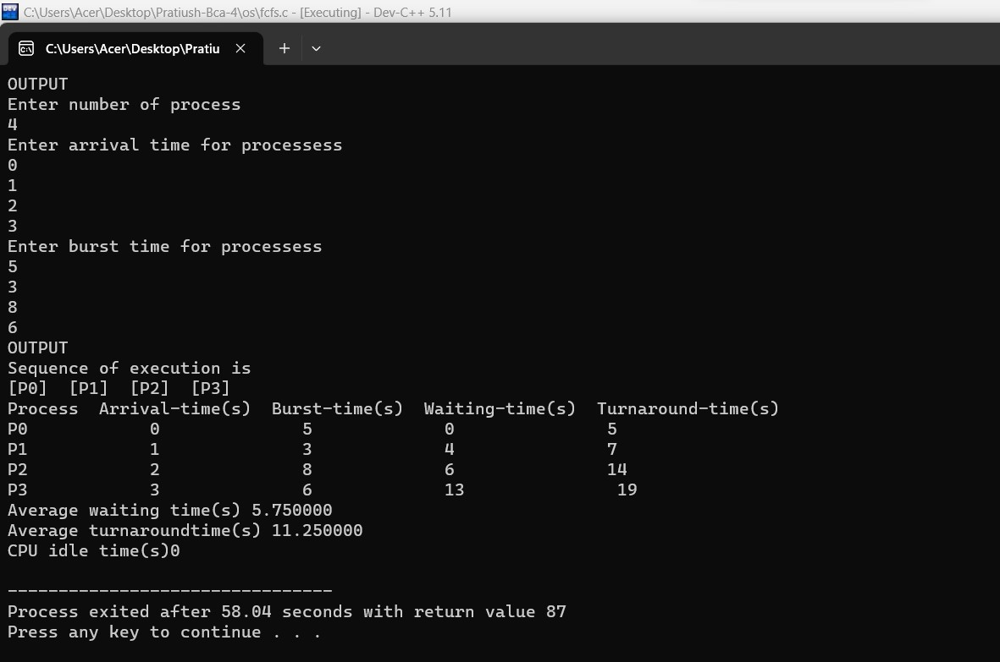 C:\Users\Acer\Desktop\Pratiush-Bca-4\os\fcfs.c - [Executing] - Dev-C++ 5.11
C:\Users\Acer\Desktop\Pratiu
OUTPUT
Enter number of process
4
Enter arrival time for processess
0
1
2
3
Enter burst time for processess
5
3
8
6
OUTPUT
Sequence of execution is
[P0] [P1] [P2] [P3]
Process Arrival-time(s) Burst-time(s) Waiting-time(s) Turnaround-time(s)
P0 0 5 0 5
P1 1 3 4 7
P2 2 8 6 14
P3 3 6 13 19
Average waiting time(s) 5.750000
Average turnaroundtime(s) 11.250000
CPU idle time(s)0
--------------------------------
Process exited after 58.04 seconds with return value 87
Press any key to continue . . .